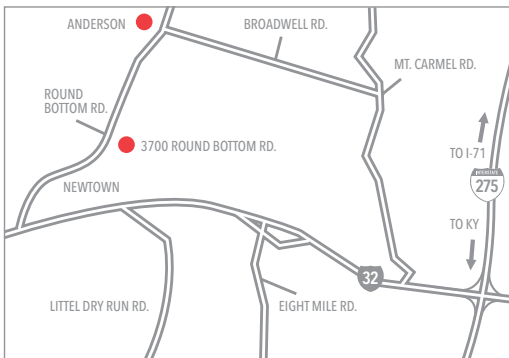 ANDERSON
BROADWELL RD.
MT. CARMEL RD.
ROUND
BOTTOM RD.
3700 ROUND BOTTOM RD.
TO I-71
INTERSTATE
275
NEWTOWN
TO KY
32
LITTEL DRY RUN RD.
EIGHT MILE RD.